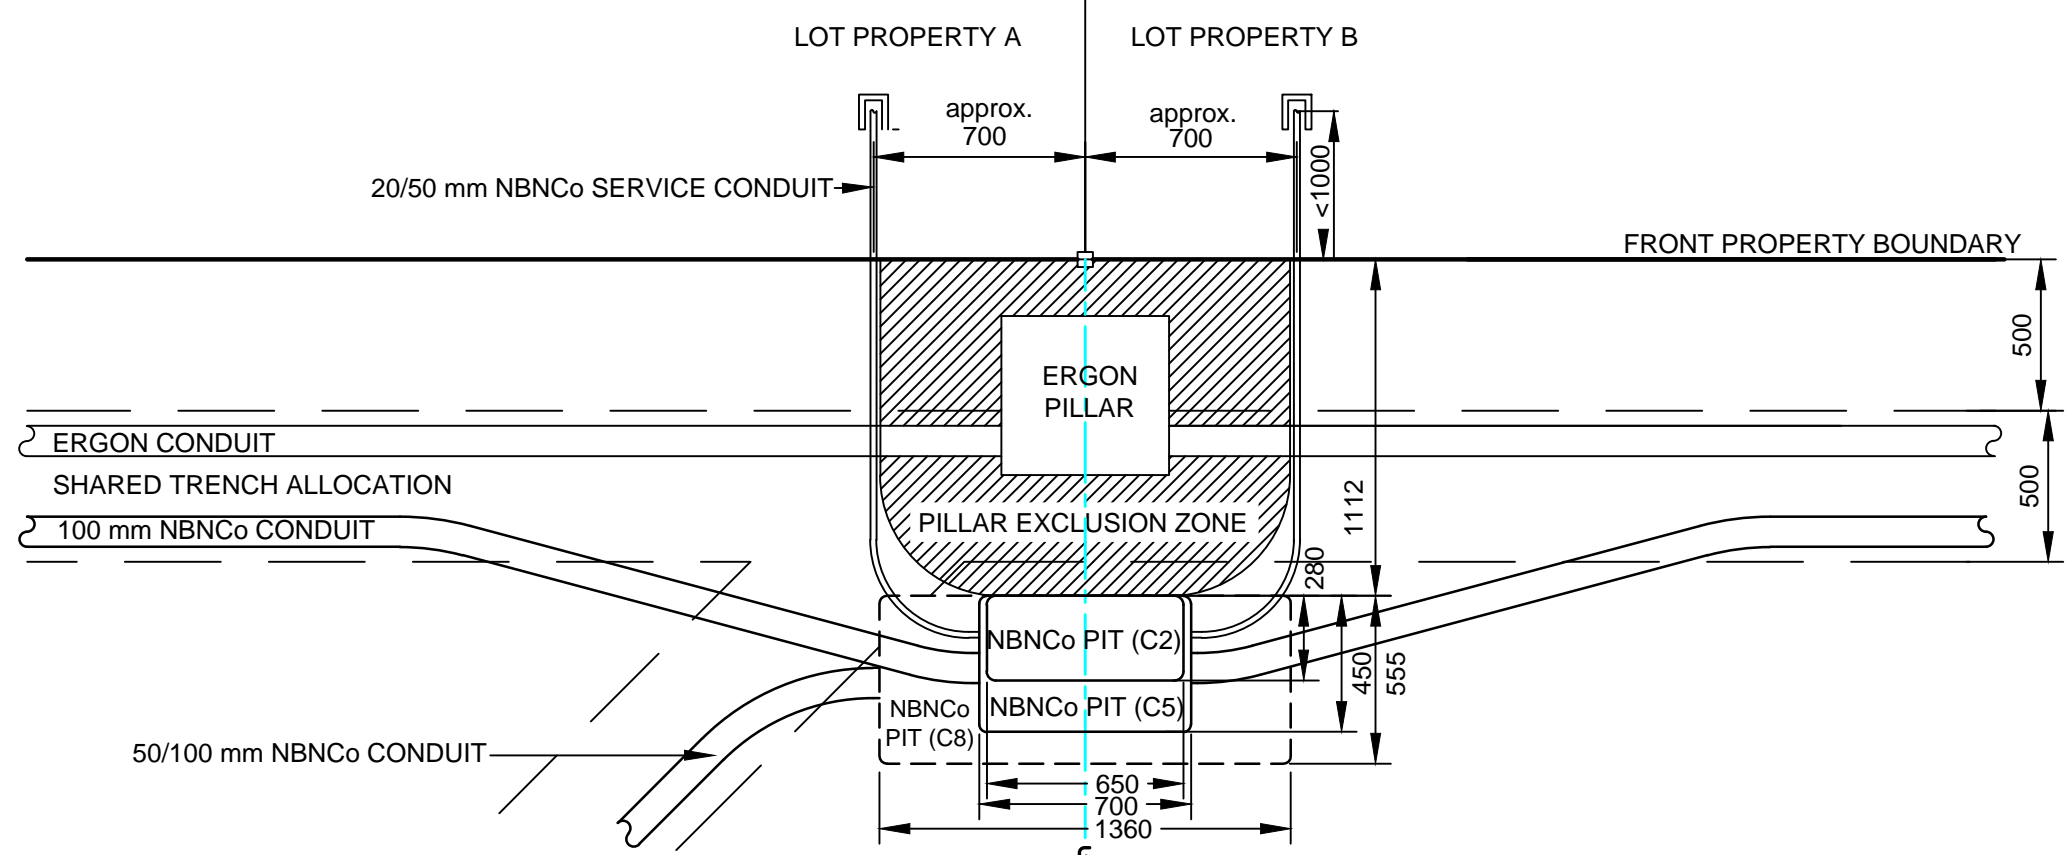 LOT PROPERTY A
LOT PROPERTY B
approx.
700
approx.
700
<1000
20/50 mm NBNCo SERVICE CONDUIT
FRONT PROPERTY BOUNDARY
500
ERGON
PILLAR
ERGON CONDUIT
SHARED TRENCH ALLOCATION
500
1112
PILLAR EXCLUSION ZONE
100 mm NBNCo CONDUIT
280
NBNCo PIT (C2)
450
555
NBNCo PIT (C5)
NBNCo
PIT (C8)
50/100 mm NBNCo CONDUIT
650
700
1360